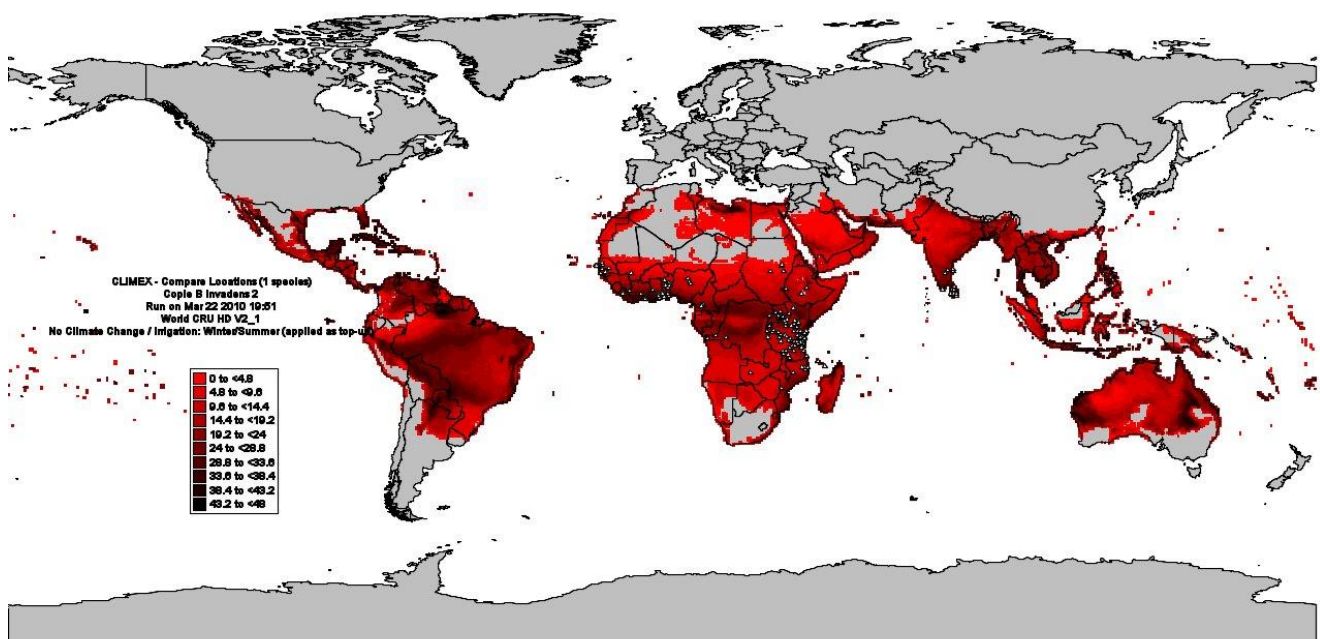 CLIMEX - Compare Locations (1 species)
Copie B Invadens 2
Run on Mar 22 2010 19:51
World CRU HD V2_1
No Climate Change / Irrigation: Winter/Summer (applied as top-up)
0 to <4.8
4.8 to <9.6
9.6 to <14.4
14.4 to <19.2
19.2 to <24
24 to <28.8
28.8 to <33.6
33.6 to <38.4
38.4 to <43.2
43.2 to <48